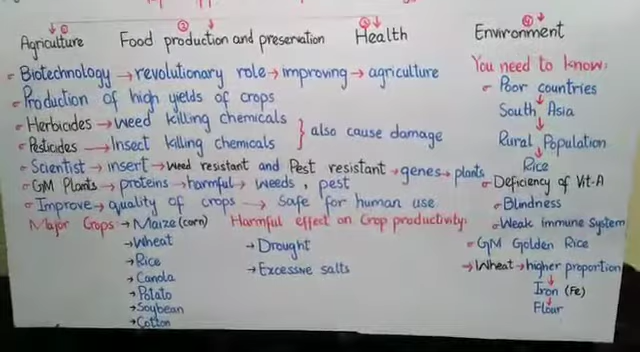 ① ② ③ ④
Agriculture Food production and preservation Health Environment
Biotechnology → revolutionary role → improving → agriculture
Production of high yields of crops
Herbicides → weed killing chemicals
Pesticides → Insect killing chemicals } also cause damage
Scientist → insert → weed resistant and Pest resistant → genes → plants
GM Plants → proteins → harmful → weeds, pest
Improve → quality of crops → Safe for human use
Major Crops → Maize (corn)
→ Wheat
→ Rice
→ Canola
→ Potato
→ Soybean
→ Cotton
Harmful effect on Crop productivity:
→ Drought
→ Excessive salts
You need to know:
Poor countries
↓
South Asia
↓
Rural Population
↓
Rice
Deficiency of Vit-A
Blindness
Weak immune System
GM Golden Rice
→ Wheat → higher proportion
↓
Iron (Fe)
↓
Flour